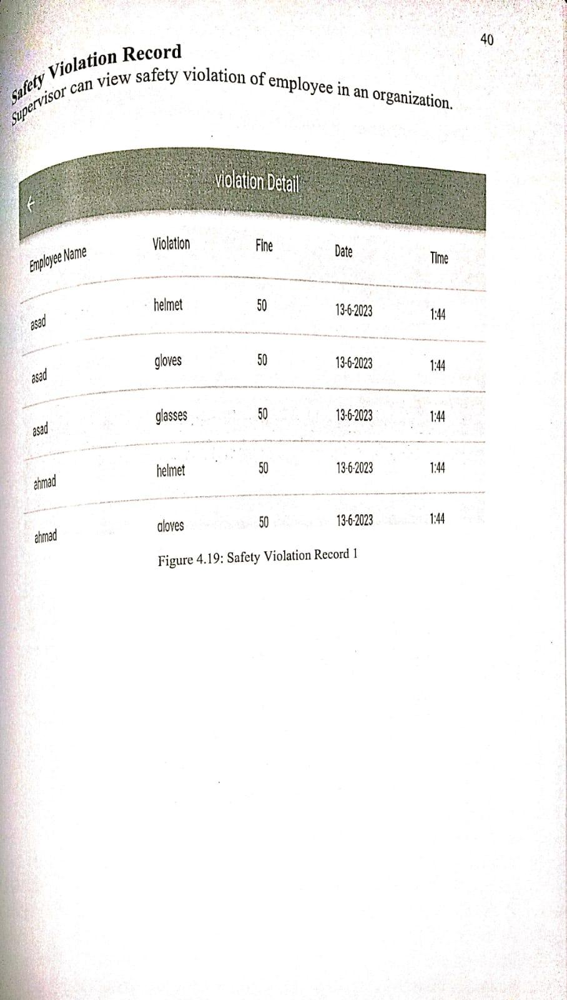 40
Safety Violation Record
Supervisor can view safety violation of employee in an organization.
← violation Detail
Employee Name Violation Fine Date Time
asad helmet 50 13-6-2023 1:44
asad gloves 50 13-6-2023 1:44
asad glasses 50 13-6-2023 1:44
ahmad helmet 50 13-6-2023 1:44
ahmad gloves 50 13-6-2023 1:44
Figure 4.19: Safety Violation Record 1